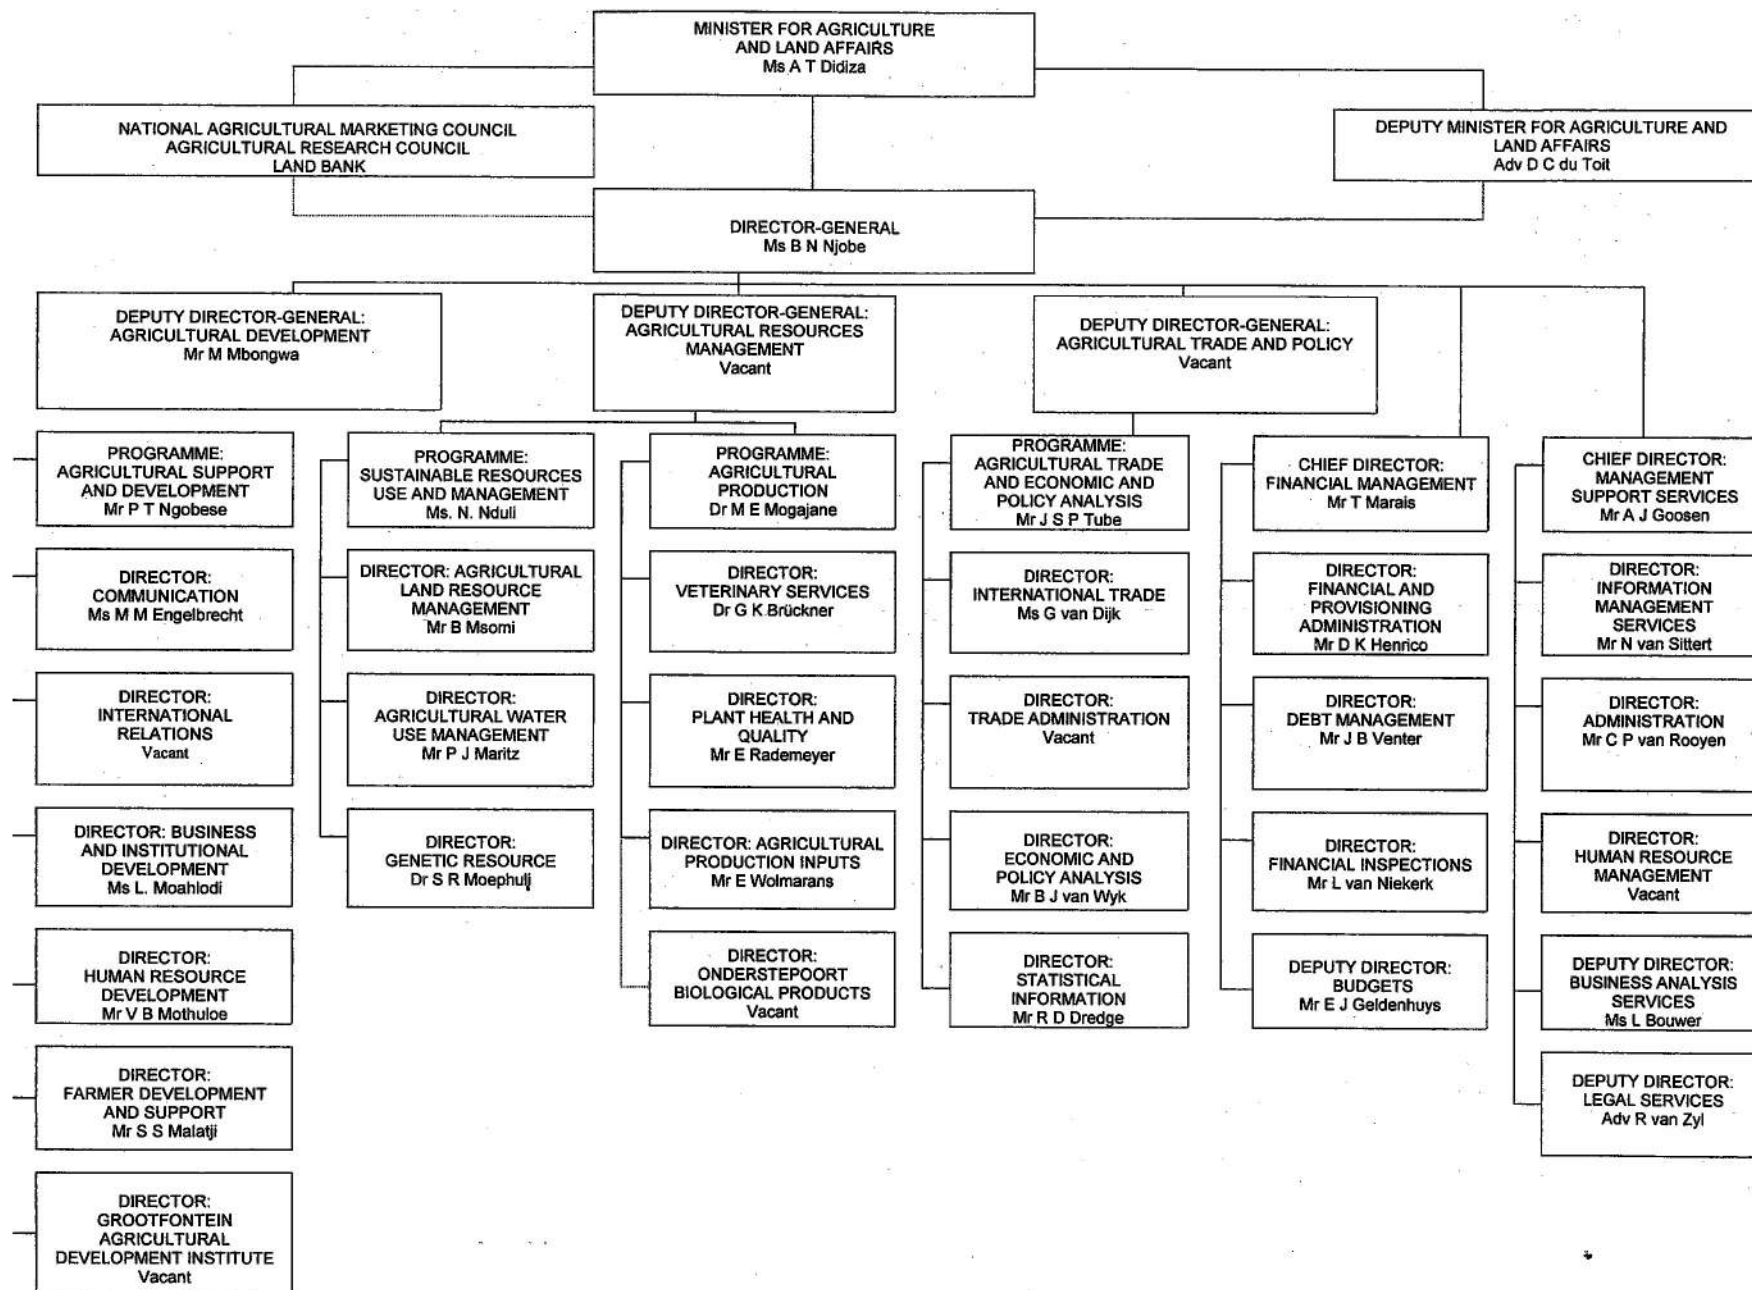 MINISTER FOR AGRICULTURE
AND LAND AFFAIRS
Ms A T Didiza
NATIONAL AGRICULTURAL MARKETING COUNCIL
AGRICULTURAL RESEARCH COUNCIL
LAND BANK
DEPUTY MINISTER FOR AGRICULTURE AND
LAND AFFAIRS
Adv D C du Toit
DIRECTOR-GENERAL
Ms B N Njobe
DEPUTY DIRECTOR-GENERAL:
AGRICULTURAL DEVELOPMENT
Mr M Mbongwa
DEPUTY DIRECTOR-GENERAL:
AGRICULTURAL RESOURCES
MANAGEMENT
Vacant
DEPUTY DIRECTOR-GENERAL:
AGRICULTURAL TRADE AND POLICY
Vacant
PROGRAMME:
AGRICULTURAL SUPPORT
AND DEVELOPMENT
Mr P T Ngobese
DIRECTOR:
COMMUNICATION
Ms M M Engelbrecht
DIRECTOR:
INTERNATIONAL
RELATIONS
Vacant
DIRECTOR: BUSINESS
AND INSTITUTIONAL
DEVELOPMENT
Ms L. Moahlodi
DIRECTOR:
HUMAN RESOURCE
DEVELOPMENT
Mr V B Mothuloe
DIRECTOR:
FARMER DEVELOPMENT
AND SUPPORT
Mr S S Malatji
DIRECTOR:
GROOTFONTEIN
AGRICULTURAL
DEVELOPMENT INSTITUTE
Vacant
PROGRAMME:
SUSTAINABLE RESOURCES
USE AND MANAGEMENT
Ms. N. Nduli
DIRECTOR: AGRICULTURAL
LAND RESOURCE
MANAGEMENT
Mr B Msomi
DIRECTOR:
AGRICULTURAL WATER
USE MANAGEMENT
Mr P J Maritz
DIRECTOR:
GENETIC RESOURCE
Dr S R Moephulj
PROGRAMME:
AGRICULTURAL
PRODUCTION
Dr M E Mogajane
DIRECTOR:
VETERINARY SERVICES
Dr G K Brückner
DIRECTOR:
PLANT HEALTH AND
QUALITY
Mr E Rademeyer
DIRECTOR: AGRICULTURAL
PRODUCTION INPUTS
Mr E Wolmarans
DIRECTOR:
ONDERSTEPOORT
BIOLOGICAL PRODUCTS
Vacant
PROGRAMME:
AGRICULTURAL TRADE
AND ECONOMIC AND
POLICY ANALYSIS
Mr J S P Tube
DIRECTOR:
INTERNATIONAL TRADE
Ms G van Dijk
DIRECTOR:
TRADE ADMINISTRATION
Vacant
DIRECTOR:
ECONOMIC AND
POLICY ANALYSIS
Mr B J van Wyk
DIRECTOR:
STATISTICAL
INFORMATION
Mr R D Dredge
CHIEF DIRECTOR:
FINANCIAL MANAGEMENT
Mr T Marais
DIRECTOR:
FINANCIAL AND
PROVISIONING
ADMINISTRATION
Mr D K Henrico
DIRECTOR:
DEBT MANAGEMENT
Mr J B Venter
DIRECTOR:
FINANCIAL INSPECTIONS
Mr L van Niekerk
DEPUTY DIRECTOR:
BUDGETS
Mr E J Geldenhuys
CHIEF DIRECTOR:
MANAGEMENT
SUPPORT SERVICES
Mr A J Goosen
DIRECTOR:
INFORMATION
MANAGEMENT
SERVICES
Mr N van Sittert
DIRECTOR:
ADMINISTRATION
Mr C P van Rooyen
DIRECTOR:
HUMAN RESOURCE
MANAGEMENT
Vacant
DEPUTY DIRECTOR:
BUSINESS ANALYSIS
SERVICES
Ms L Bouwer
DEPUTY DIRECTOR:
LEGAL SERVICES
Adv R van Zyl